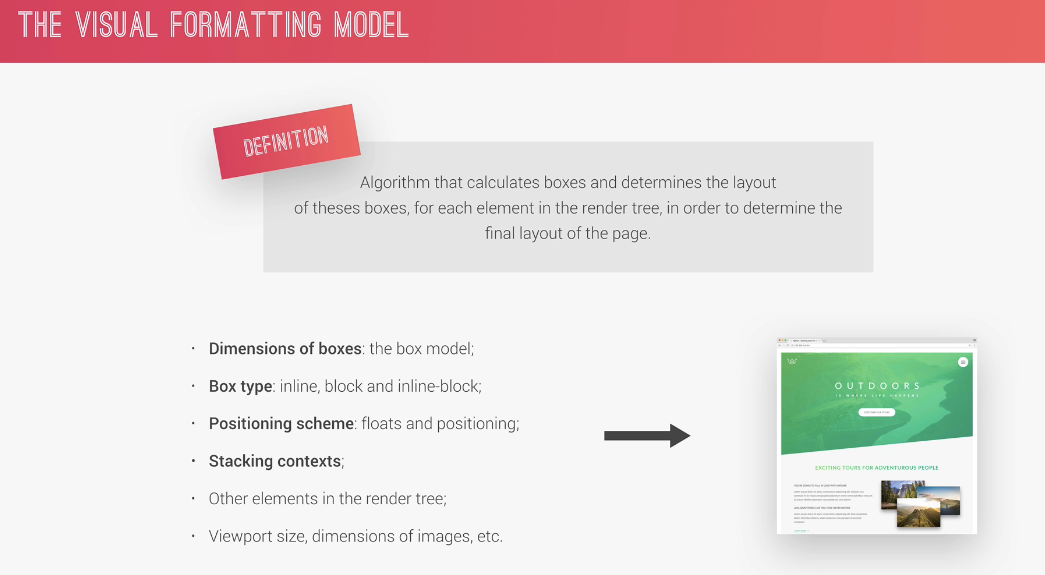 THE VISUAL FORMATTING MODEL
DEFINITION
Algorithm that calculates boxes and determines the layout
of theses boxes, for each element in the render tree, in order to determine the
final layout of the page.
· Dimensions of boxes: the box model;
· Box type: inline, block and inline-block;
· Positioning scheme: floats and positioning;
· Stacking contexts;
· Other elements in the render tree;
· Viewport size, dimensions of images, etc.
OUTDOORS
IS WHERE LIFE HAPPENS
EXCITING TOURS FOR ADVENTUROUS PEOPLE